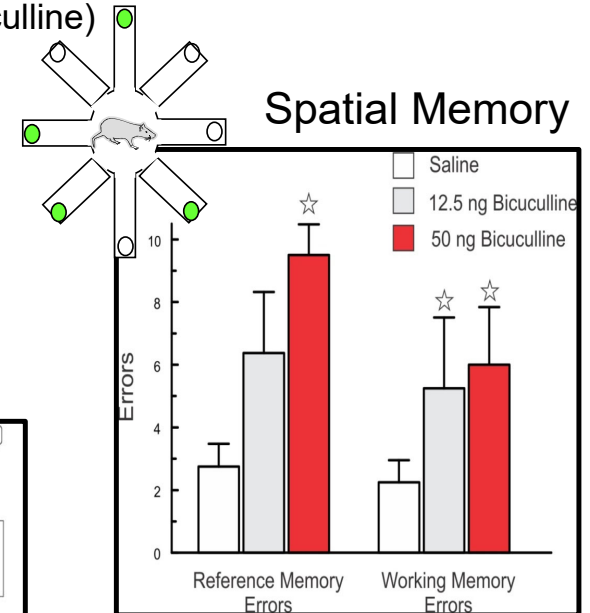 culline)
Spatial Memory
Saline
12.5 ng Bicuculline
50 ng Bicuculline
Errors
10
8
6
4
2
0
Reference Memory
Errors
Working Memory
Errors